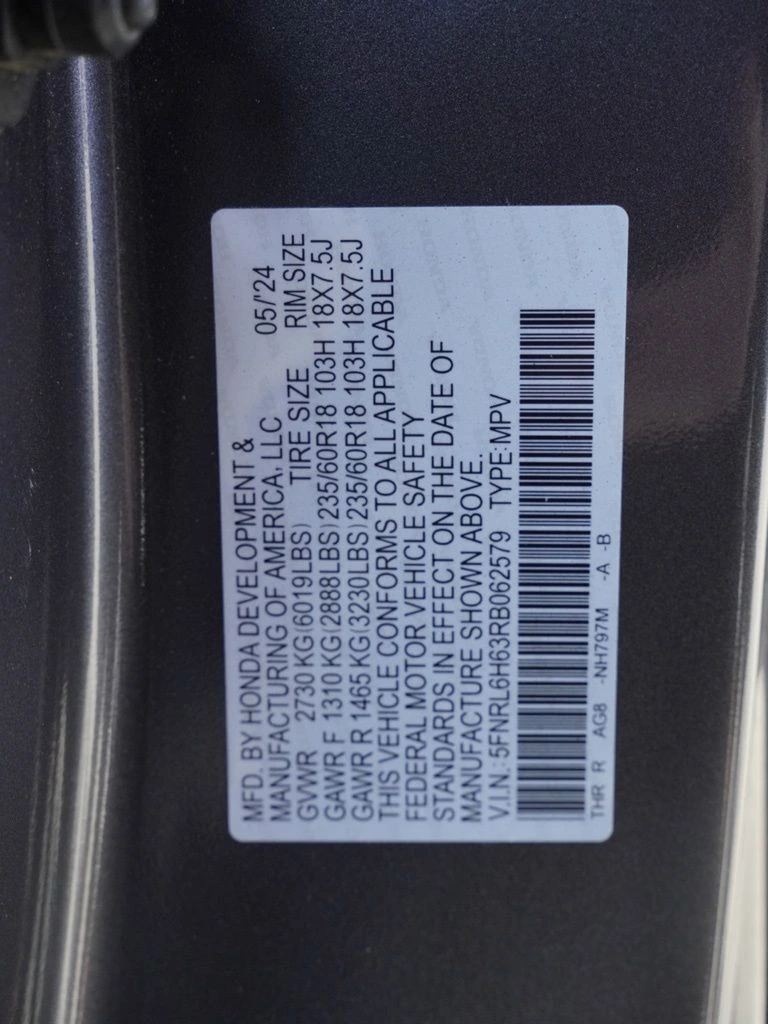 MFD. BY HONDA DEVELOPMENT &
MANUFACTURING OF AMERICA, LLC 05/'24
GVWR 2730 KG(6019LBS) TIRE SIZE RIM SIZE
GAWR F 1310 KG(2888LBS) 235/60R18 103H 18X7.5J
GAWR R 1465 KG(3230LBS) 235/60R18 103H 18X7.5J
THIS VEHICLE CONFORMS TO ALL APPLICABLE
FEDERAL MOTOR VEHICLE SAFETY
STANDARDS IN EFFECT ON THE DATE OF
MANUFACTURE SHOWN ABOVE.
V.I.N.: 5FNRL6H63RB062579 TYPE:MPV
THR R AG8 -NH797M -A -B